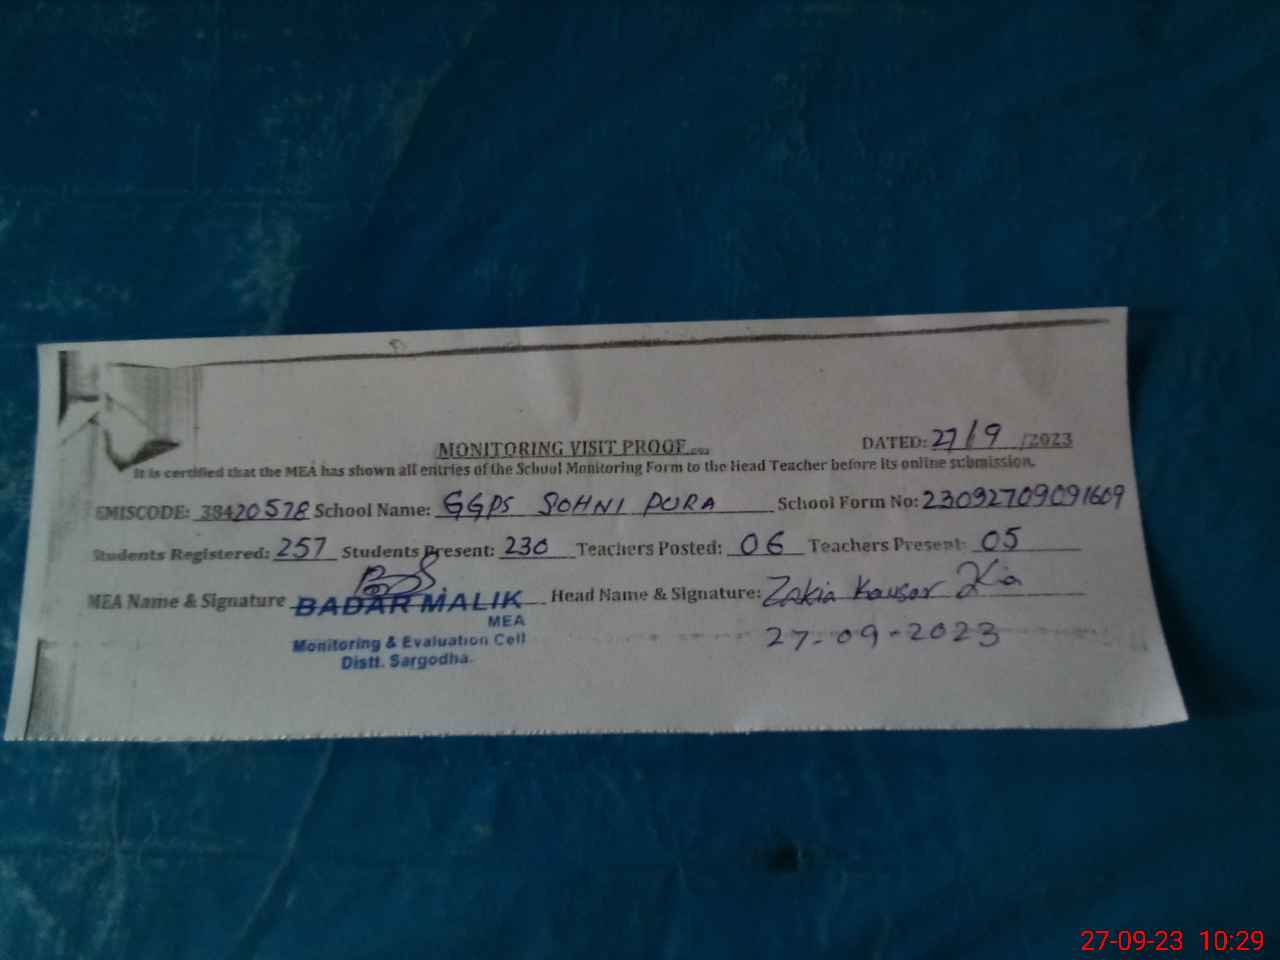 MONITORING VISIT PROOF
DATED: 27/9/2023
It is certified that the MEA has shown all entries of the School Monitoring Form to the Head Teacher before its online submission.
EMISCODE: 38420578 School Name: GGPS SOHNI PURA School Form No: 23092709091609
Students Registered: 257 Students Present: 230 Teachers Posted: 06 Teachers Present: 05
MEA Name & Signature BADAR MALIK Head Name & Signature: Zakia Kausar
MEA
27-09-2023
Monitoring & Evaluation Cell
Distt. Sargodha.
27-09-23 10:29